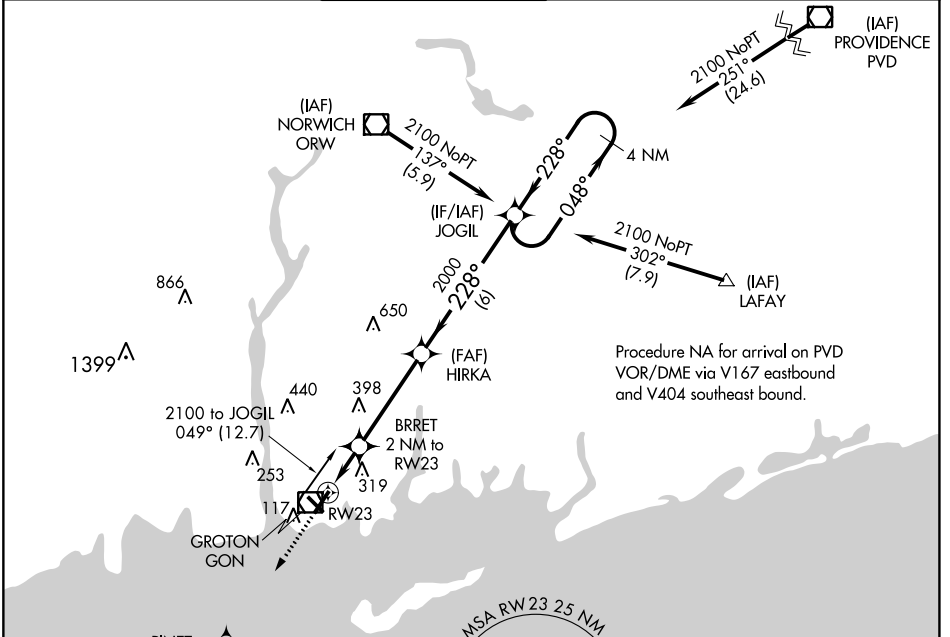 (IAF)
PROVIDENCE
PVD
2100 NoPT
251°
(24.6)
(IAF)
NORWICH
ORW
2100 NoPT
137°
(5.9)
228°
048°
4 NM
(IF/IAF)
JOGIL
2100 NoPT
302°
(7.9)
(IAF)
LAFAY
2000
228°
(6)
866
650
1399
(FAF)
HIRKA
Procedure NA for arrival on PVD
VOR/DME via V167 eastbound
and V404 southeast bound.
440
398
2100 to JOGIL
049° (12.7)
BRRET
2 NM to
RW23
253
319
117
RW23
GROTON
GON
MSA RW23 25 NM